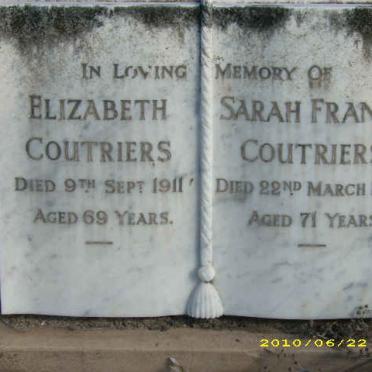 IN LOVING MEMORY OF
ELIZABETH
COUTRIERS
DIED 9TH SEPT 1911
AGED 69 YEARS.
SARAH FRAN
COUTRIERS
DIED 22ND MARCH
AGED 71 YEARS
2010/06/22